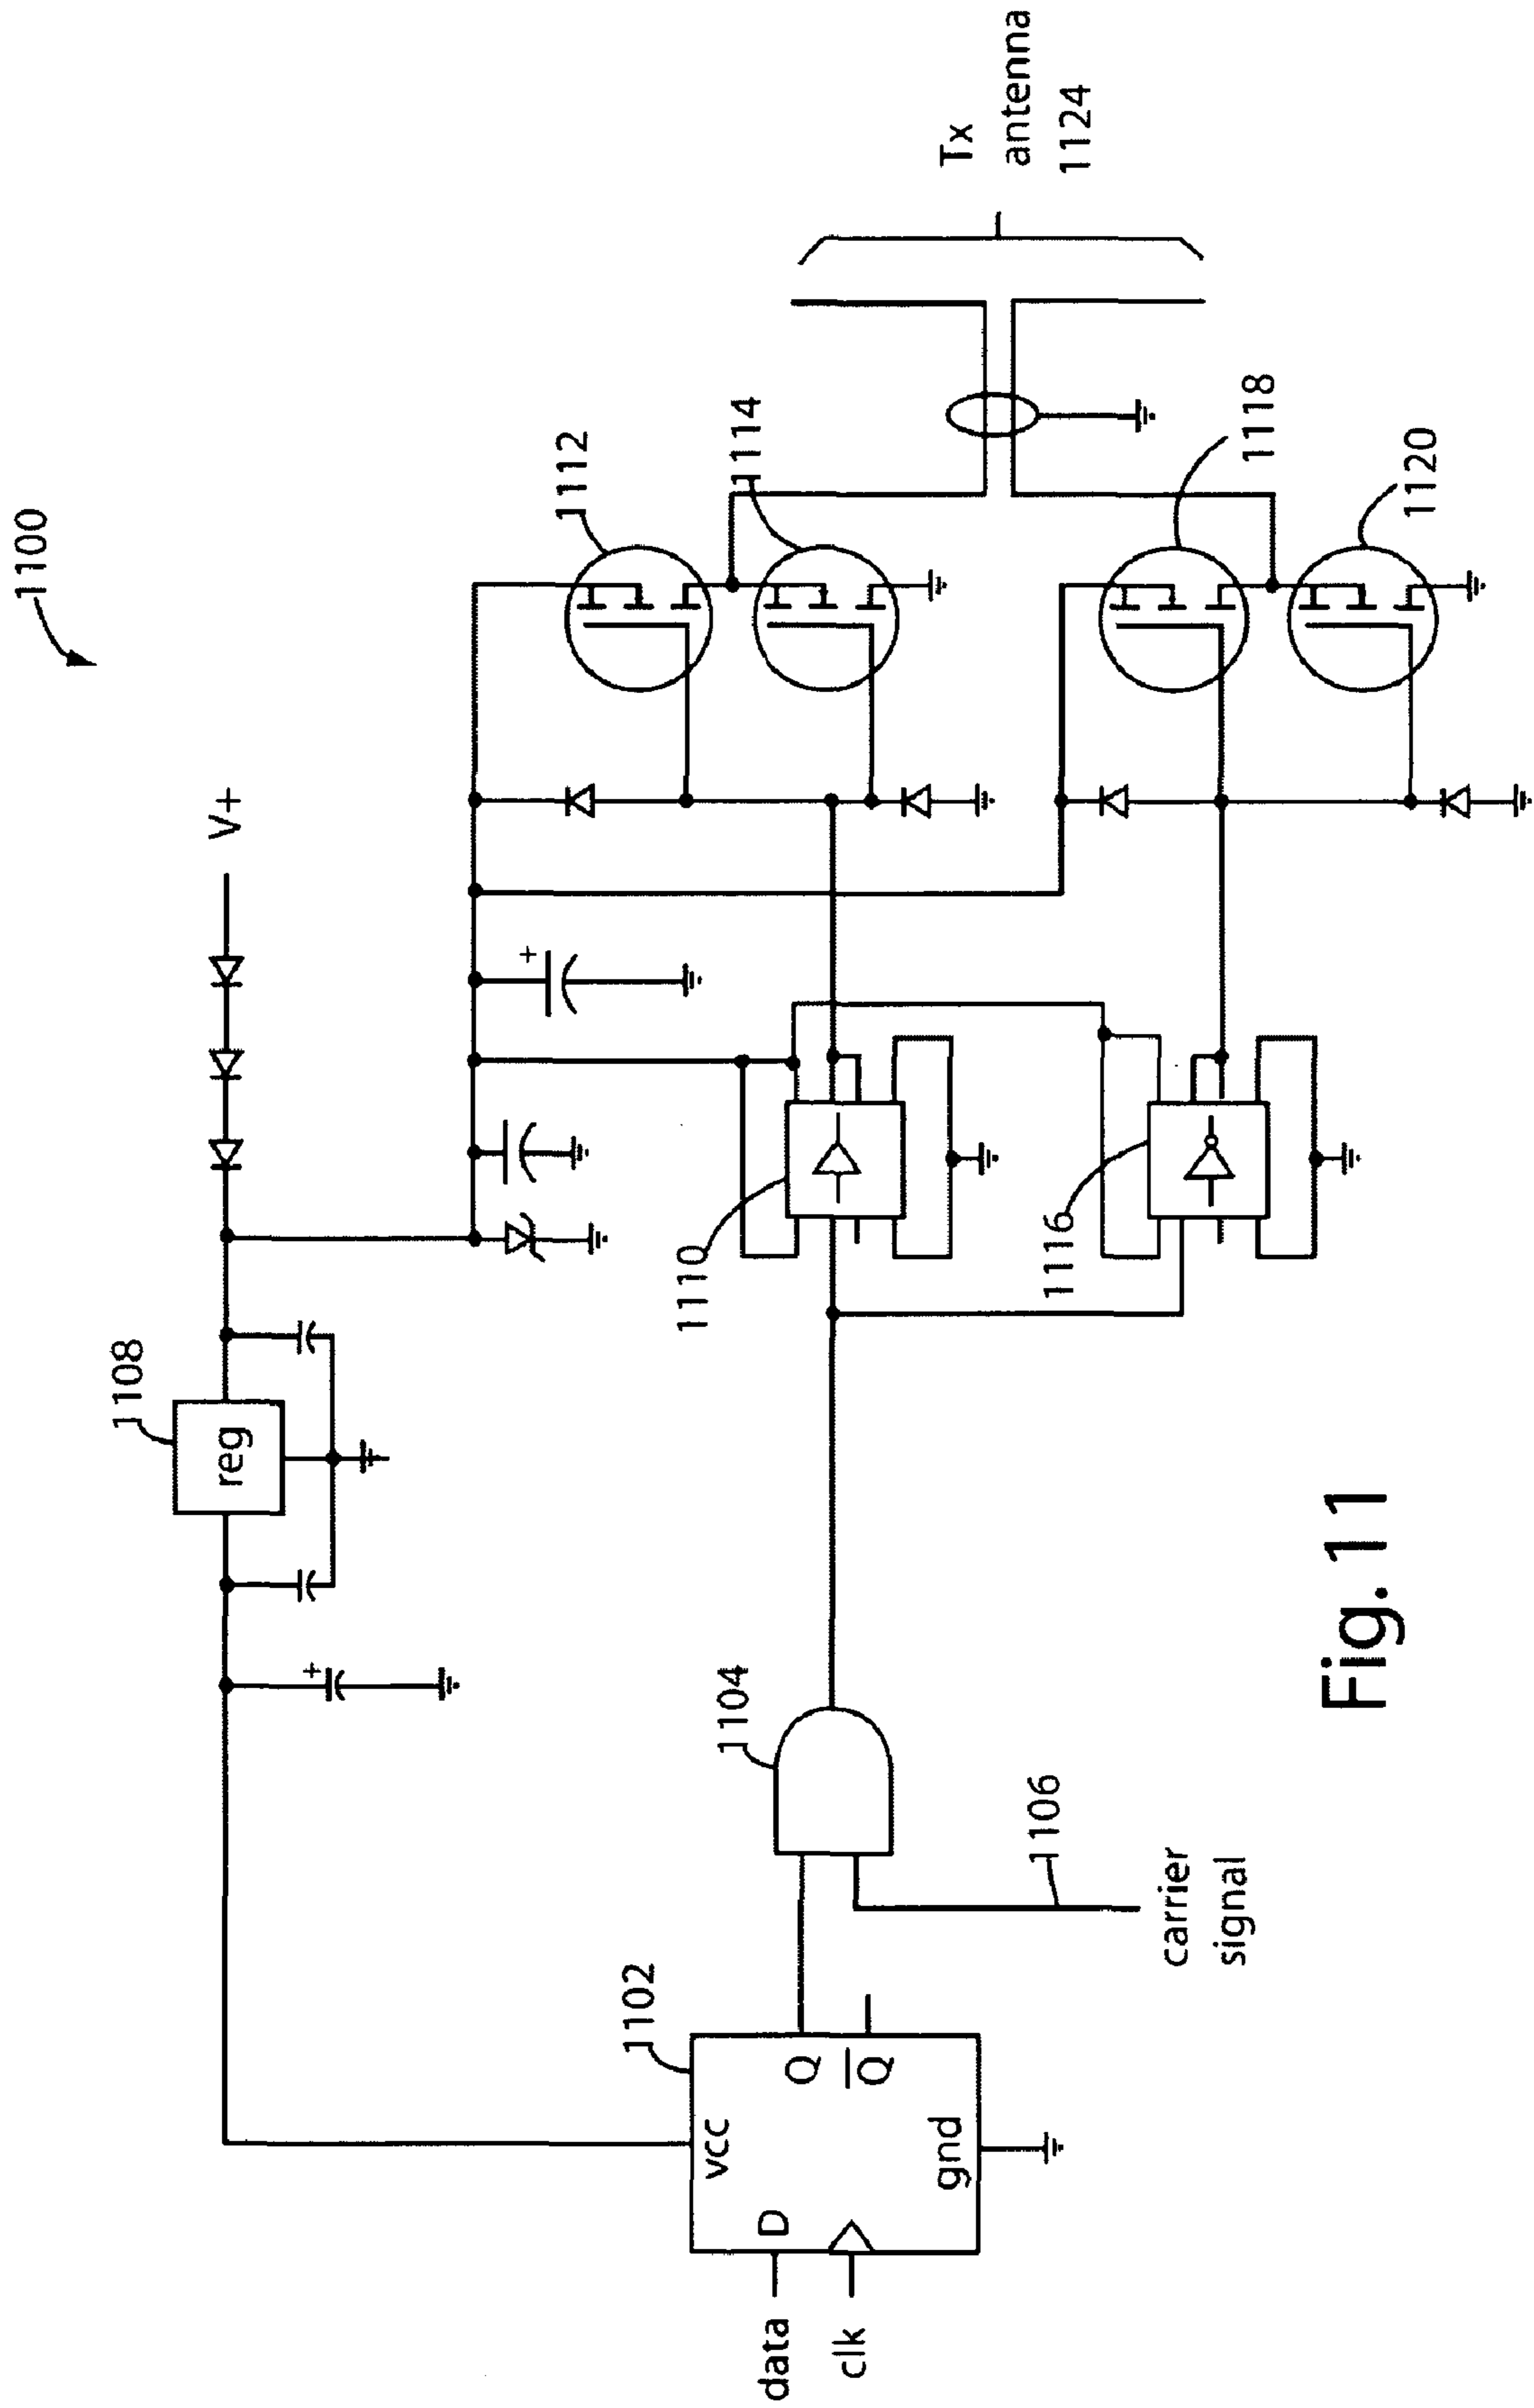 1100
V+
1108
reg
1112
1114
Tx
antenna
1124
1118
1120
1110
1116
1104
1106
carrier
signal
1102
vcc
Q
Q
D
gnd
data
clk
+
+
Fig. 11